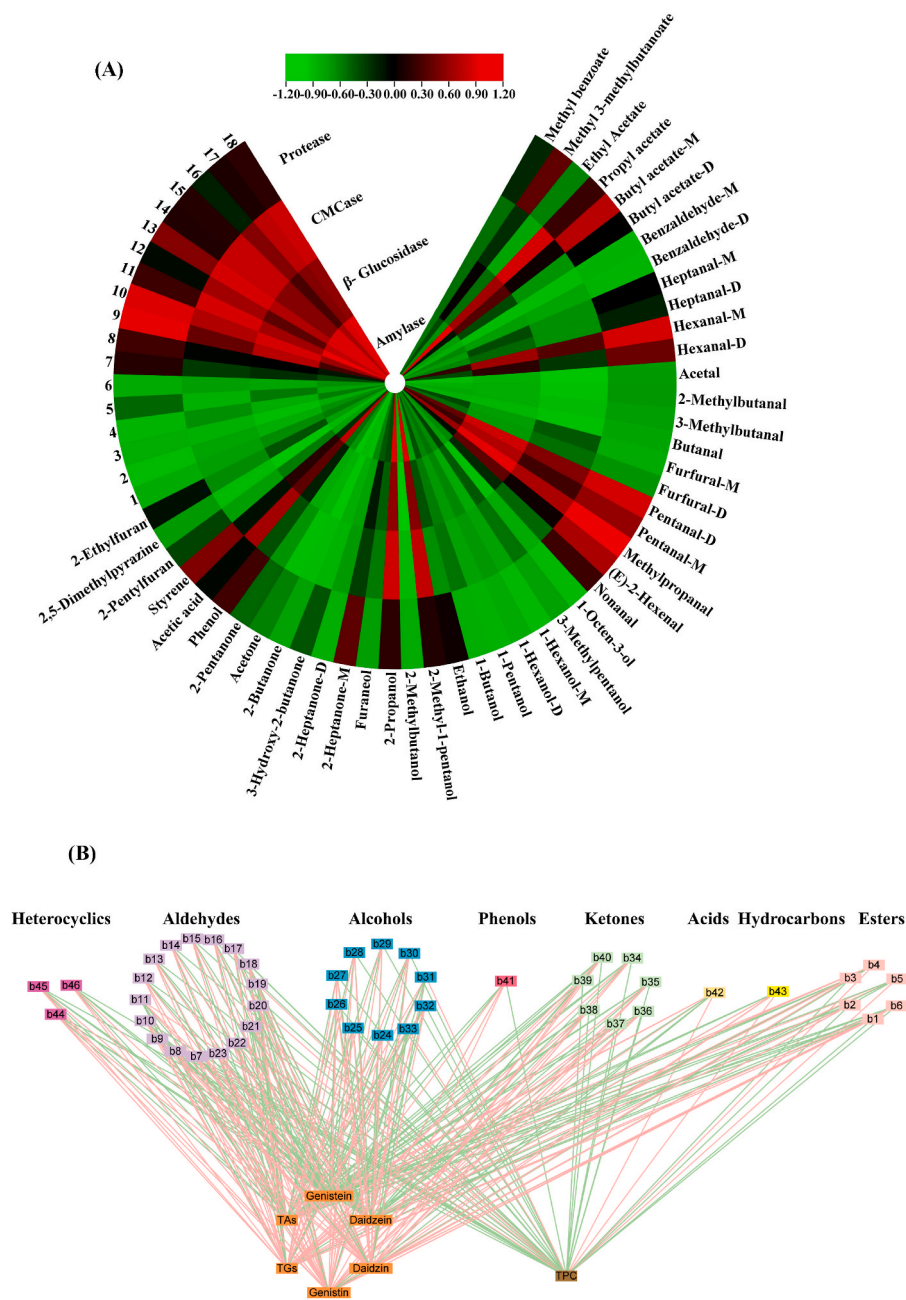 (A)
-1.20 -0.90 -0.60 -0.30 0.00 0.30 0.60 0.90 1.20
Protease
CMCase
β- Glucosidase
Amylase
Methyl benzoate
Methyl 3-methylbutanoate
Ethyl Acetate
Propyl acetate
Butyl acetate-M
Butyl acetate-D
Benzaldehyde-M
Benzaldehyde-D
Heptanal-M
Heptanal-D
Hexanal-M
Hexanal-D
Acetal
2-Methylbutanal
3-Methylbutanal
Butanal
Furfural-M
Furfural-D
Pentanal-D
Pentanal-M
Methylpropanal
(E)-2-Hexenal
Nonanal
1-Octen-3-ol
3-Methylpentanol
1-Hexanol-M
1-Hexanol-D
1-Pentanol
1-Butanol
Ethanol
2-Methyl-1-pentanol
2-Methylbutanol
2-Propanol
Furaneol
2-Heptanone-M
2-Heptanone-D
3-Hydroxy-2-butanone
2-Butanone
Acetone
2-Pentanone
Phenol
Acetic acid
Styrene
2-Pentylfuran
2,5-Dimethylpyrazine
2-Ethylfuran
1
2
3
4
5
6
7
8
9
10
11
12
13
14
15
16
17
18
(B)
Heterocyclics Aldehydes Alcohols Phenols Ketones Acids Hydrocarbons Esters
b45
b46
b44
b15
b16
b14
b17
b13
b18
b12
b19
b11
b20
b10
b21
b9
b22
b8
b7
b23
b29
b28
b30
b27
b31
b26
b32
b25
b24
b33
b41
b40
b34
b39
b35
b38
b36
b37
b42
b43
b4
b3
b5
b2
b6
b1
Genistein
TAs
Daidzein
TGs
Daidzin
Genistin
TPC